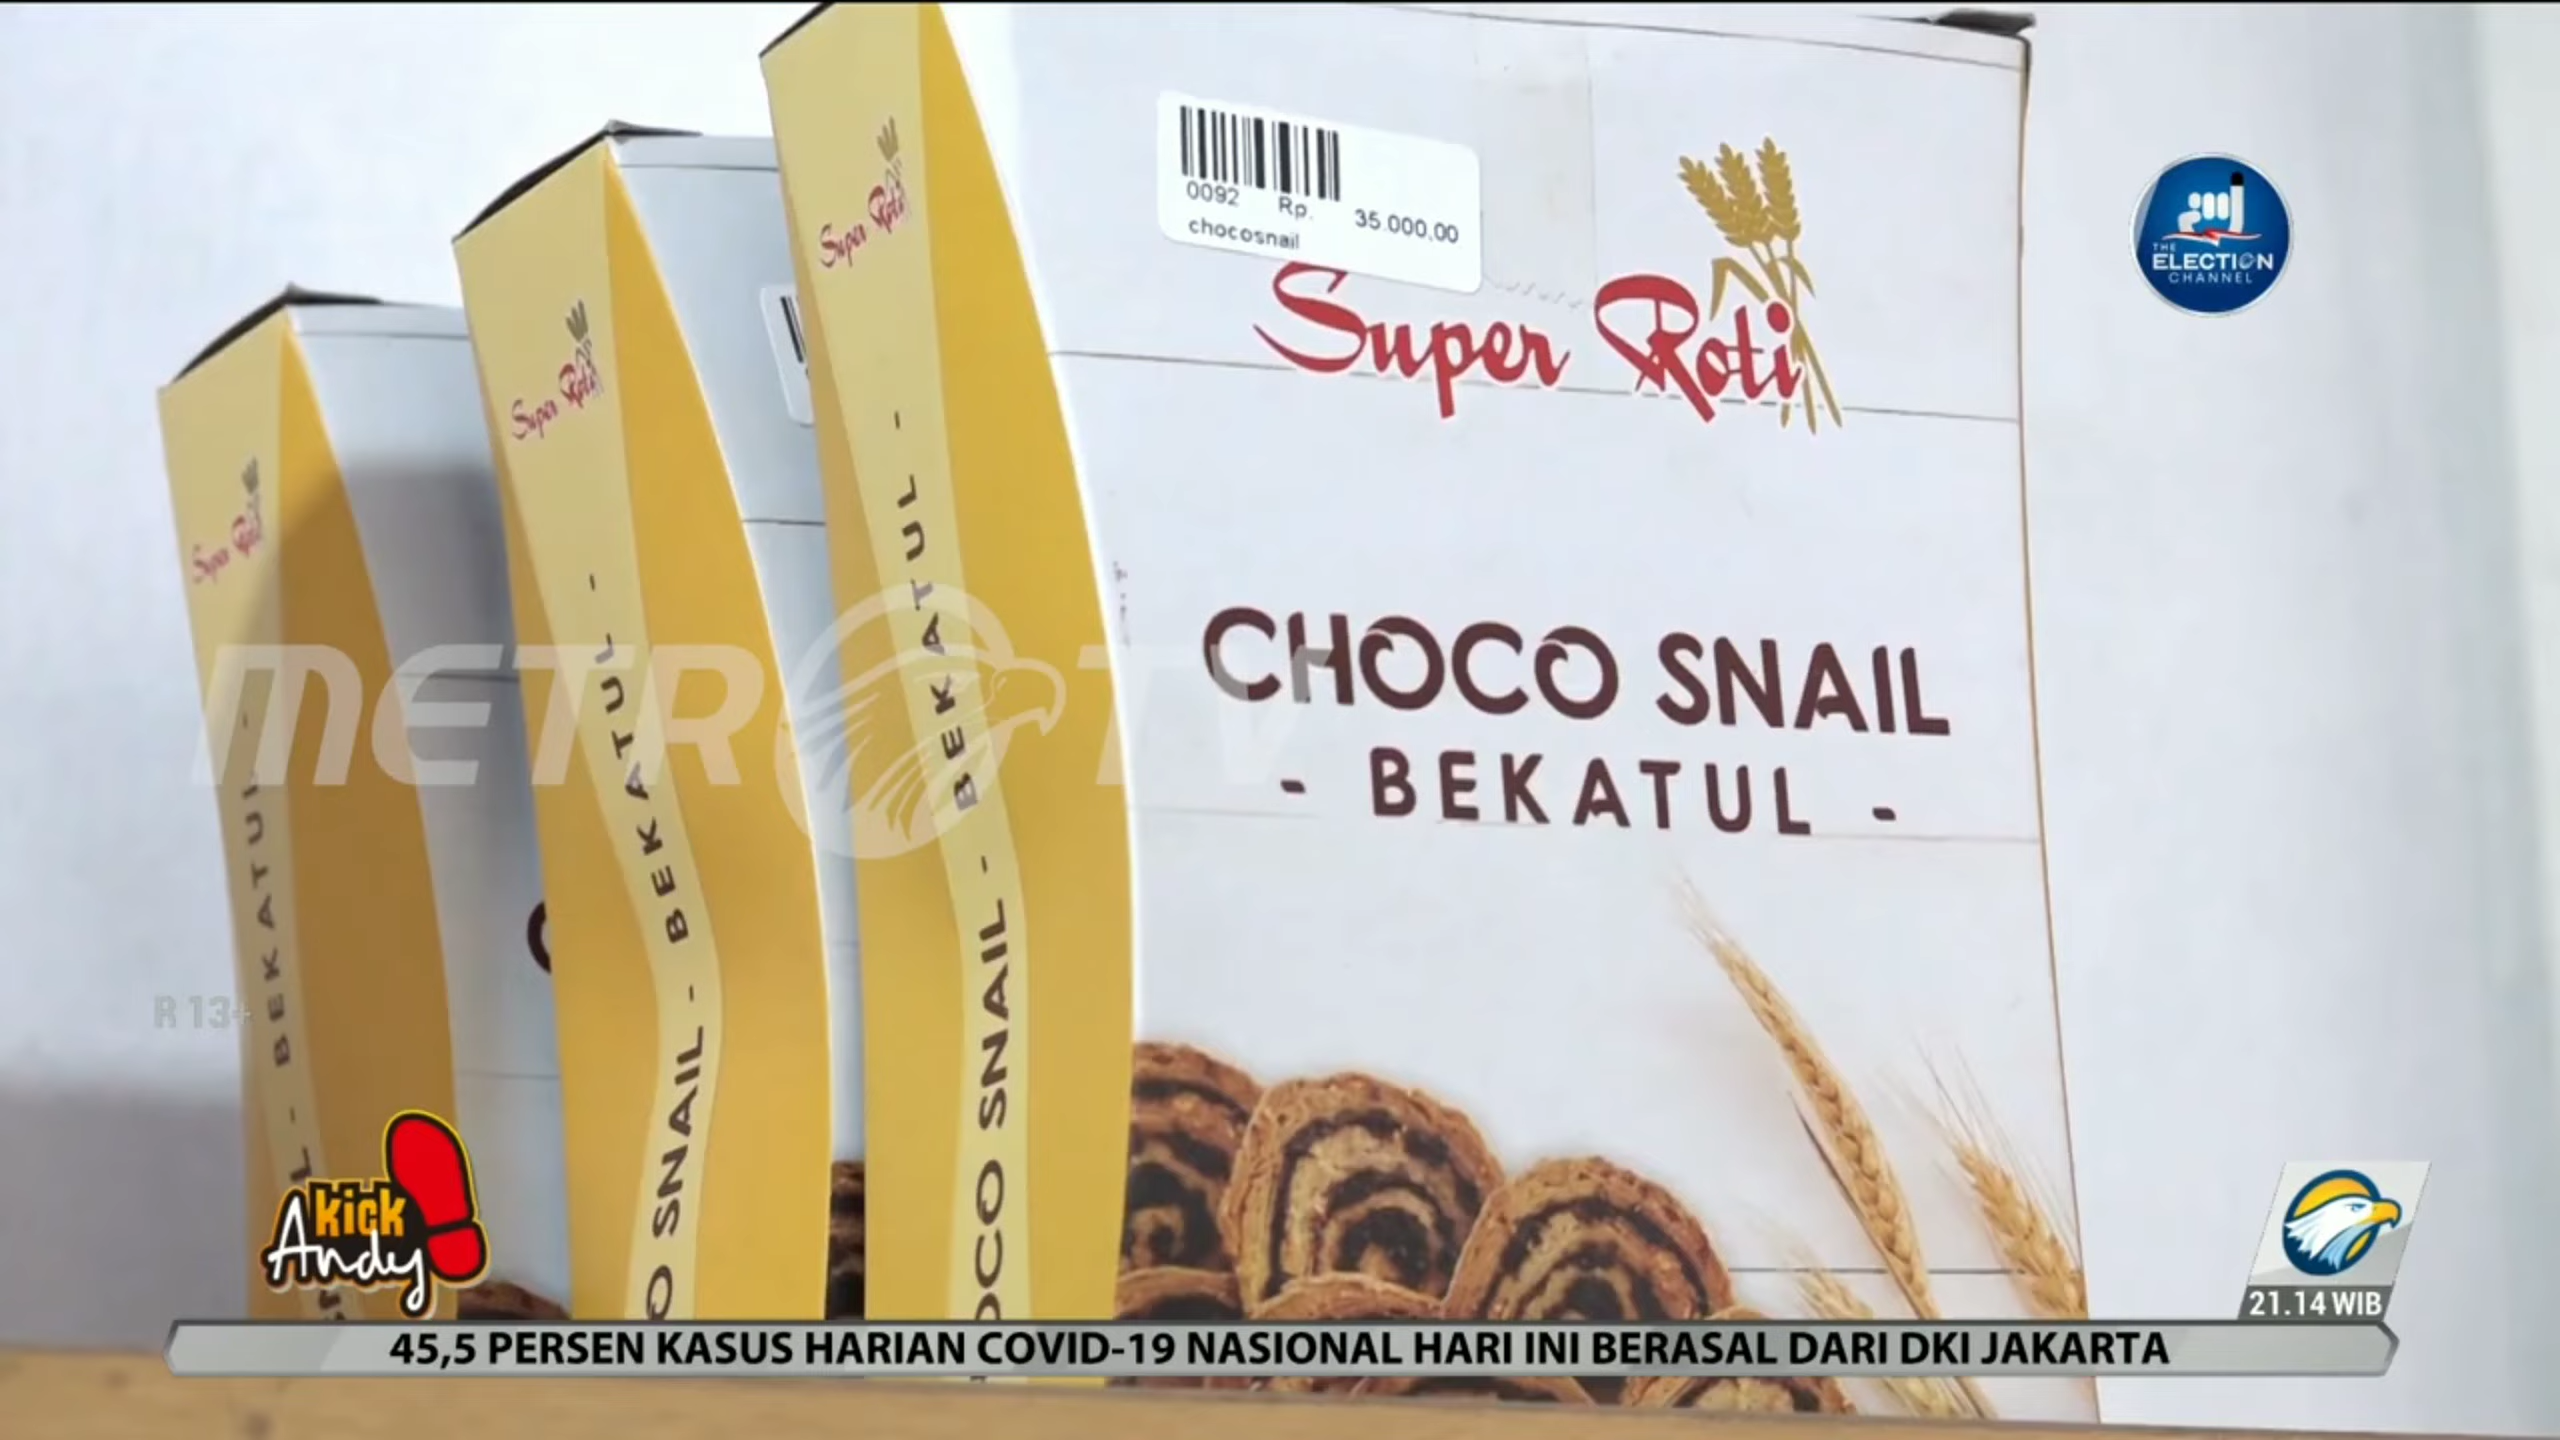 0092 Rp. 35.000,00
chocosnail
Super Roti
CHOCO SNAIL
- BEKATUL -
Super Roti
CO SNAIL - BEKATUL -
Super Roti
O SNAIL - BEKATUL -
Super Roti
BEKATUL -
METRO TV
THE
ELECTION
CHANNEL
R 13+
kick
Andy
21.14 WIB
45,5 PERSEN KASUS HARIAN COVID-19 NASIONAL HARI INI BERASAL DARI DKI JAKARTA